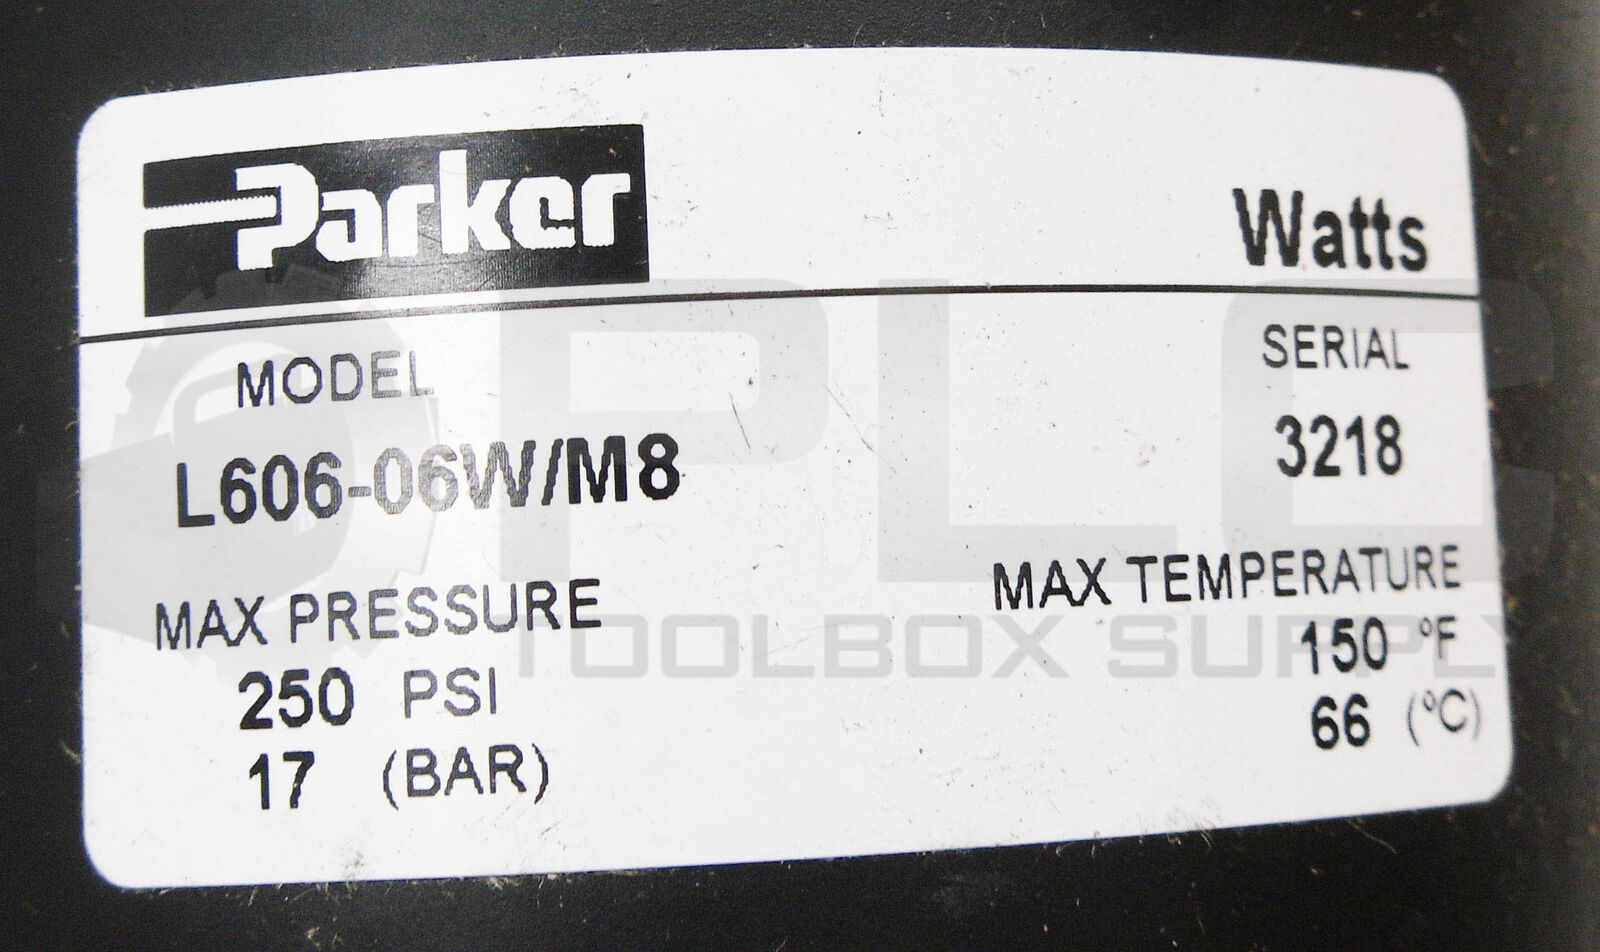 Parker
Watts
MODEL
L606-06W/M8
SERIAL
3218
MAX PRESSURE
250 PSI
17 (BAR)
MAX TEMPERATURE
150 °F
66 (°C)
PLC
TOOLBOX SUPPLY